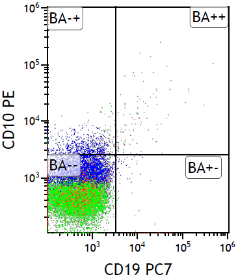 BA-+
BA++
10⁶
10⁵
10⁴
10³
CD10 PE
BA--
BA+-
10³
10⁴
10⁵
10⁶
CD19 PC7